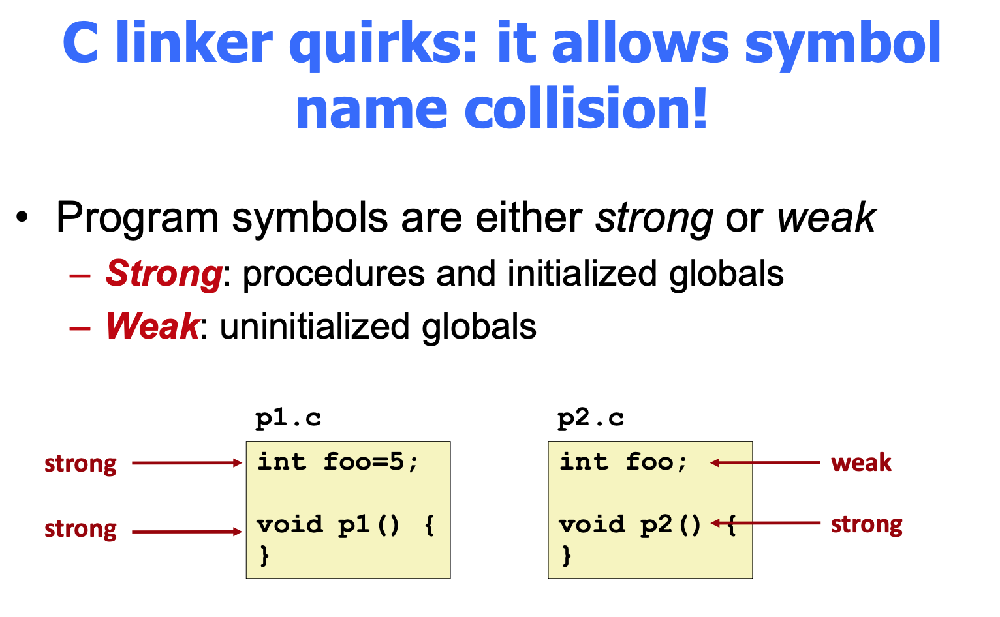 C linker quirks: it allows symbol
name collision!
• Program symbols are either strong or weak
– Strong: procedures and initialized globals
– Weak: uninitialized globals
p1.c
strong
int foo=5;
strong
void p1() {
}
p2.c
int foo;
weak
void p2() {
strong
}